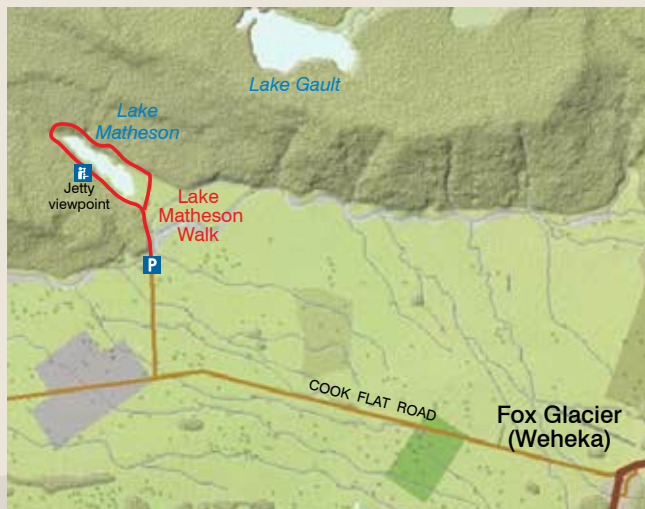 Lake Gault
Lake
Matheson
Jetty
viewpoint
Lake
Matheson
Walk
P
COOK FLAT ROAD
Fox Glacier
(Weheka)